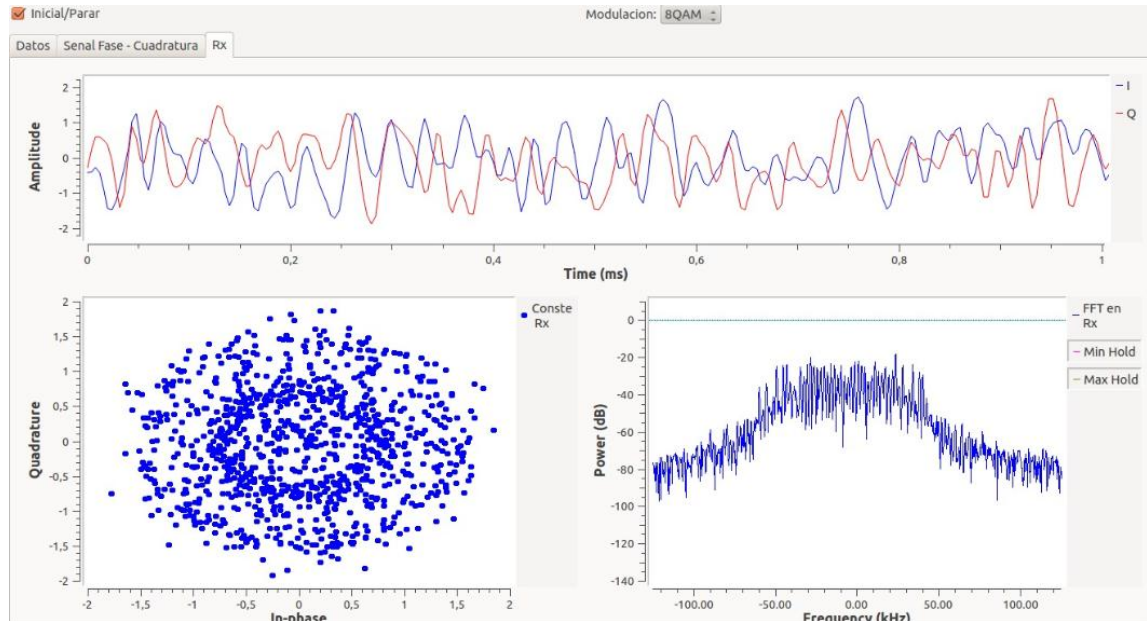 Inicial/Parar
Modulacion: 8QAM
Datos Senal Fase - Cuadratura Rx
Amplitude
2
1
0
-1
-2
I
Q
0 0,2 0,4 0,6 0,8 1
Time (ms)
Quadrature
2
1,5
1
0,5
0
-0,5
-1
-1,5
-2
Conste
Rx
-2 -1,5 -1 -0,5 0 0,5 1 1,5 2
In-phase
Power (dB)
0
-20
-40
-60
-80
-100
-120
-140
FFT en
Rx
Min Hold
Max Hold
-100.00 -50.00 0.00 50.00 100.00
Frequency (kHz)